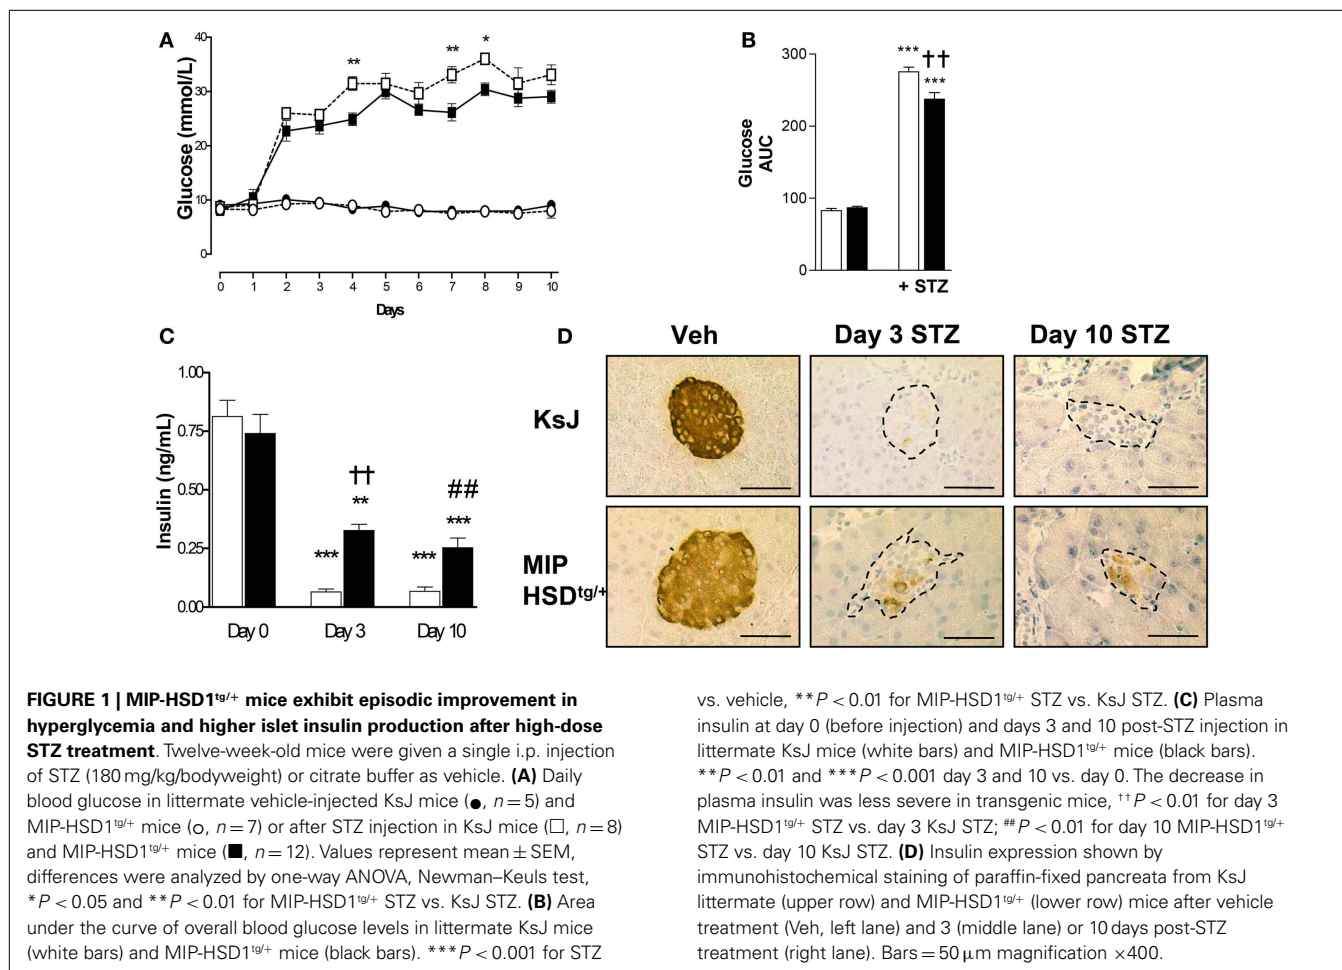 A
Glucose (mmol/L)
40
30
20
10
0
** ** *
0 1 2 3 4 5 6 7 8 9 10
Days
B
Glucose
AUC
300
200
100
0
***
††
***
+ STZ
C
Insulin (ng/mL)
1.00
0.75
0.50
0.25
0.00
***
††
**
***
##
***
Day 0 Day 3 Day 10
D
Veh Day 3 STZ Day 10 STZ
KsJ
MIP
HSDtg/+
FIGURE 1 | MIP-HSD1tg/+ mice exhibit episodic improvement in
hyperglycemia and higher islet insulin production after high-dose
STZ treatment. Twelve-week-old mice were given a single i.p. injection
of STZ (180 mg/kg/bodyweight) or citrate buffer as vehicle. (A) Daily
blood glucose in littermate vehicle-injected KsJ mice (●, n = 5) and
MIP-HSD1tg/+ mice (o, n = 7) or after STZ injection in KsJ mice (□, n = 8)
and MIP-HSD1tg/+ mice (■, n = 12). Values represent mean ± SEM,
differences were analyzed by one-way ANOVA, Newman–Keuls test,
*P < 0.05 and **P < 0.01 for MIP-HSD1tg/+ STZ vs. KsJ STZ. (B) Area
under the curve of overall blood glucose levels in littermate KsJ mice
(white bars) and MIP-HSD1tg/+ mice (black bars). ***P < 0.001 for STZ
vs. vehicle, **P < 0.01 for MIP-HSD1tg/+ STZ vs. KsJ STZ. (C) Plasma
insulin at day 0 (before injection) and days 3 and 10 post-STZ injection in
littermate KsJ mice (white bars) and MIP-HSD1tg/+ mice (black bars).
**P < 0.01 and ***P < 0.001 day 3 and 10 vs. day 0. The decrease in
plasma insulin was less severe in transgenic mice, ††P < 0.01 for day 3
MIP-HSD1tg/+ STZ vs. day 3 KsJ STZ; ##P < 0.01 for day 10 MIP-HSD1tg/+
STZ vs. day 10 KsJ STZ. (D) Insulin expression shown by
immunohistochemical staining of paraffin-fixed pancreata from KsJ
littermate (upper row) and MIP-HSD1tg/+ (lower row) mice after vehicle
treatment (Veh, left lane) and 3 (middle lane) or 10 days post-STZ
treatment (right lane). Bars = 50 μm magnification ×400.